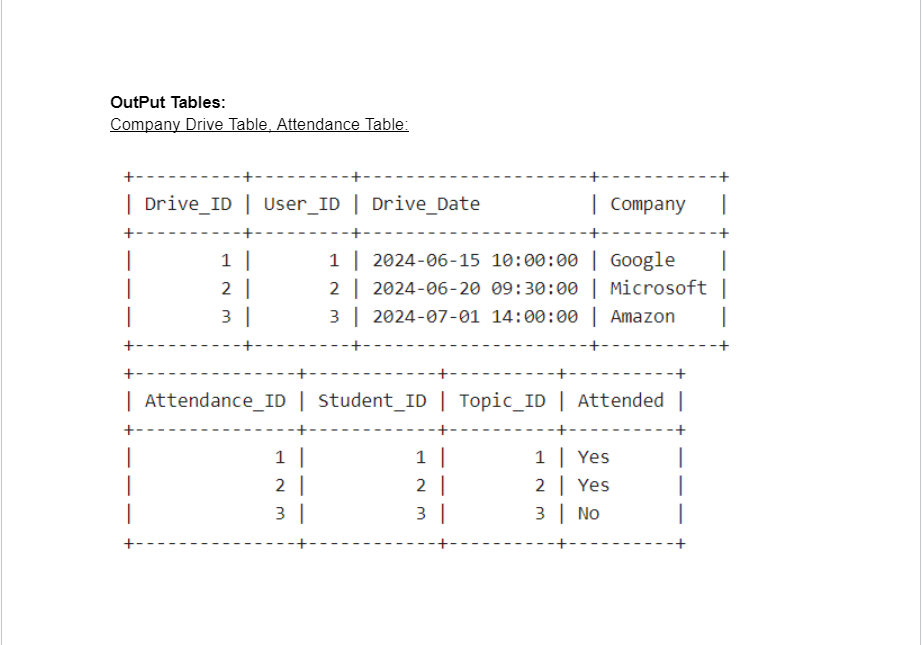 OutPut Tables:
Company Drive Table, Attendance Table:
+----------+---------+----------------------+-----------+
| Drive_ID | User_ID | Drive_Date | Company |
+----------+---------+----------------------+-----------+
| 1 | 1 | 2024-06-15 10:00:00 | Google |
| 2 | 2 | 2024-06-20 09:30:00 | Microsoft |
| 3 | 3 | 2024-07-01 14:00:00 | Amazon |
+----------+---------+----------------------+-----------+
+---------------+------------+----------+----------+
| Attendance_ID | Student_ID | Topic_ID | Attended |
+---------------+------------+----------+----------+
| 1 | 1 | 1 | Yes |
| 2 | 2 | 2 | Yes |
| 3 | 3 | 3 | No |
+---------------+------------+----------+----------+